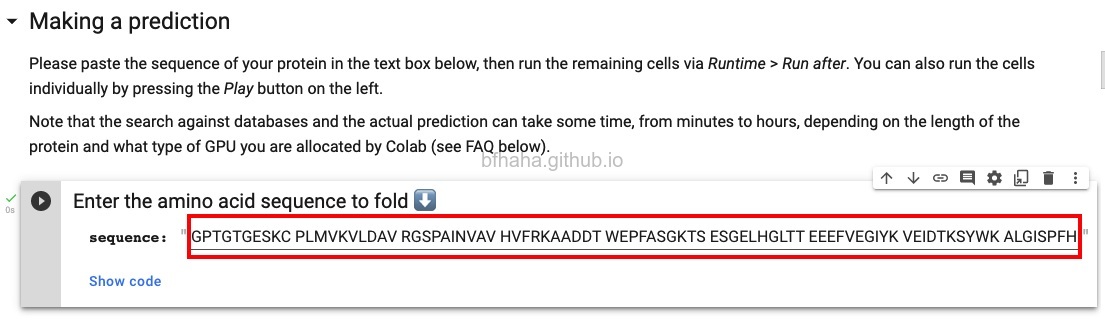 Making a prediction
Please paste the sequence of your protein in the text box below, then run the remaining cells via Runtime > Run after. You can also run the cells
individually by pressing the Play button on the left.
Note that the search against databases and the actual prediction can take some time, from minutes to hours, depending on the length of the
protein and what type of GPU you are allocated by Colab (see FAQ below).
bfhaha.github.io
Enter the amino acid sequence to fold ⬇️
0s
sequence: "GPTGTGESKC PLMVKVLDAV RGSPAINVAV HVFRKAADDT WEPFASGKTS ESGELHGLTT EEEFVEGIYK VEIDTKSYWK ALGISPFH"
Show code